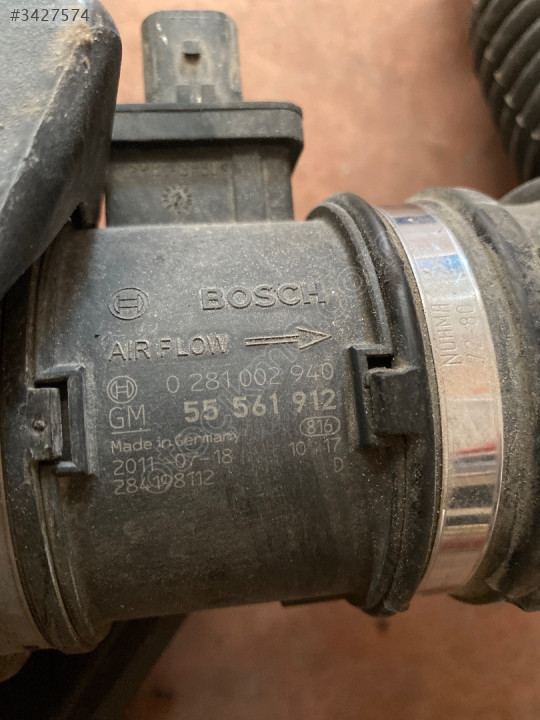 #3427574
BOSCH
AIR FLOW
0 281 002 940
GM 55 561 912
Made in Germany
816
2011-07-18
10:17
284198112
D